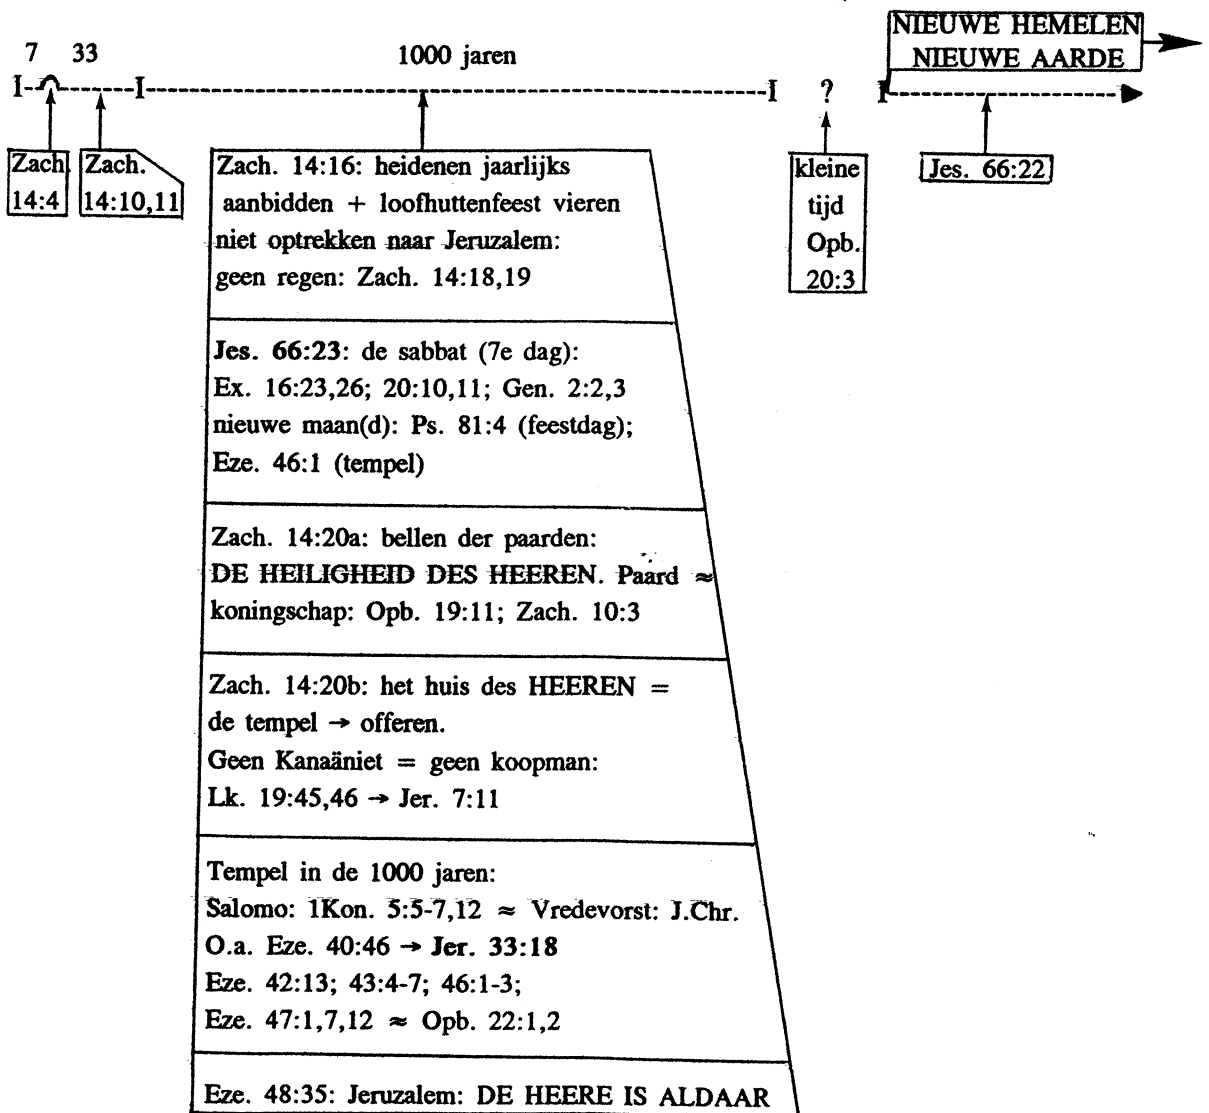 NIEUWE HEMELEN
NIEUWE AARDE
7 33 1000 jaren
?
Zach.
14:4
Zach.
14:10,11
Zach. 14:16: heidenen jaarlijks
aanbidden + loofhuttenfeest vieren
niet optrekken naar Jeruzalem:
geen regen: Zach. 14:18,19
kleine
tijd
Opb.
20:3
Jes. 66:22
Jes. 66:23: de sabbat (7e dag):
Ex. 16:23,26; 20:10,11; Gen. 2:2,3
nieuwe maan(d): Ps. 81:4 (feestdag);
Eze. 46:1 (tempel)
Zach. 14:20a: bellen der paarden:
DE HEILIGHEID DES HEEREN. Paard ≈
koningschap: Opb. 19:11; Zach. 10:3
Zach. 14:20b: het huis des HEEREN =
de tempel → offeren.
Geen Kanaäniet = geen koopman:
Lk. 19:45,46 → Jer. 7:11
Tempel in de 1000 jaren:
Salomo: 1Kon. 5:5-7,12 ≈ Vredevorst: J.Chr.
O.a. Eze. 40:46 → Jer. 33:18
Eze. 42:13; 43:4-7; 46:1-3;
Eze. 47:1,7,12 ≈ Opb. 22:1,2
Eze. 48:35: Jeruzalem: DE HEERE IS ALDAAR